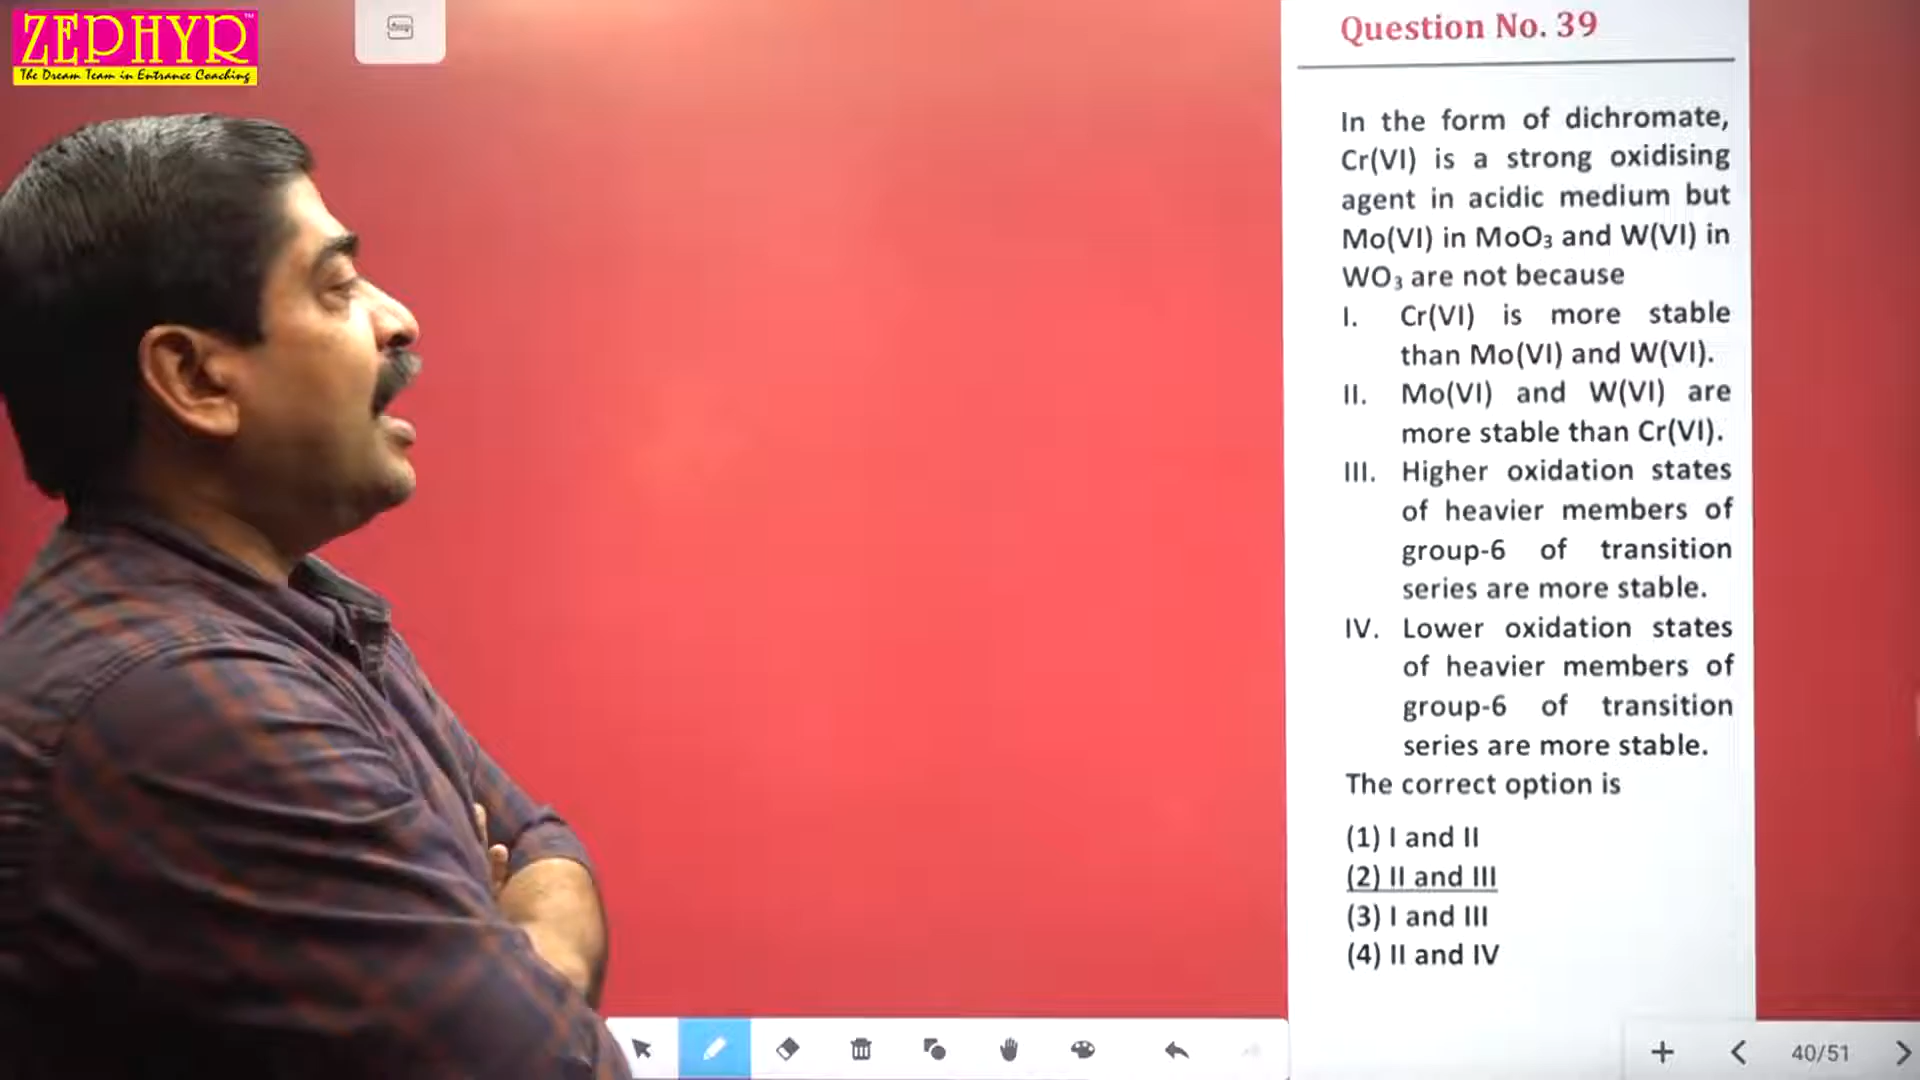 ZEPHYR™
The Dream Team in Entrance Coaching
Question No. 39
In the form of dichromate,
Cr(VI) is a strong oxidising
agent in acidic medium but
Mo(VI) in MoO₃ and W(VI) in
WO₃ are not because
I. Cr(VI) is more stable
than Mo(VI) and W(VI).
II. Mo(VI) and W(VI) are
more stable than Cr(VI).
III. Higher oxidation states
of heavier members of
group-6 of transition
series are more stable.
IV. Lower oxidation states
of heavier members of
group-6 of transition
series are more stable.
The correct option is
(1) I and II
(2) II and III
(3) I and III
(4) II and IV
40/51